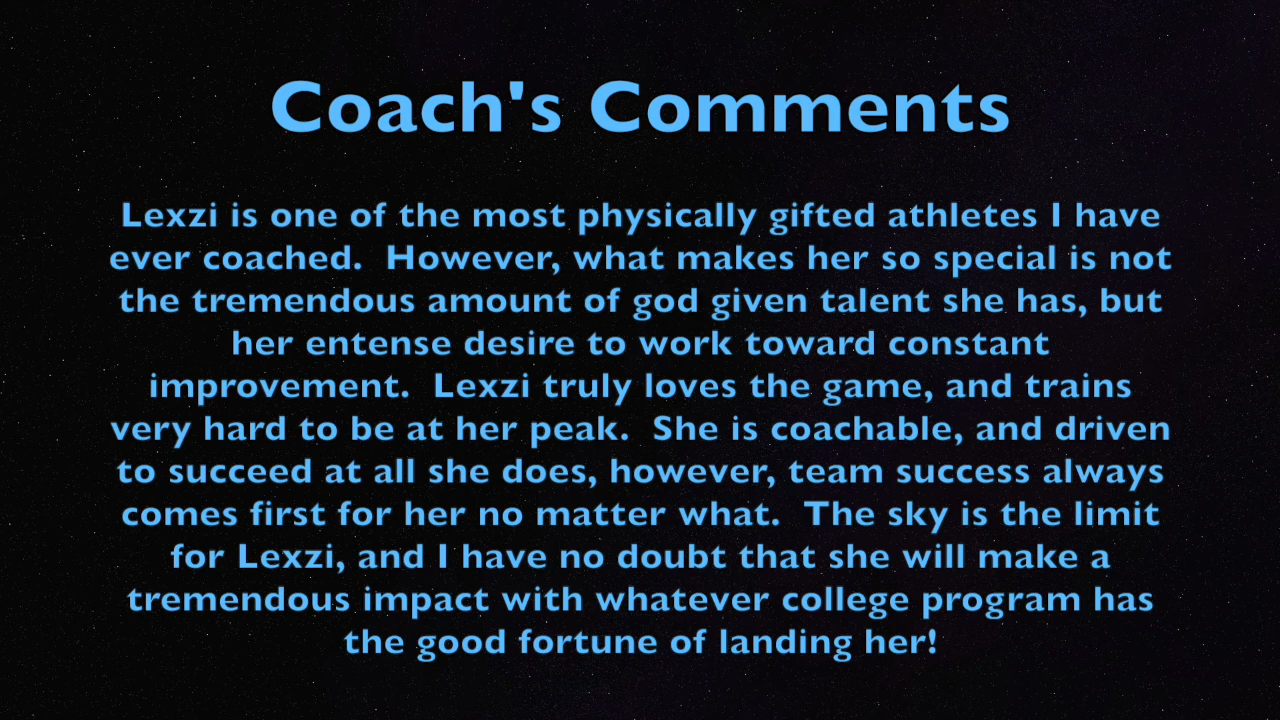 Coach's Comments
Lexzi is one of the most physically gifted athletes I have
ever coached.  However, what makes her so special is not
the tremendous amount of god given talent she has, but
her entense desire to work toward constant
improvement.  Lexzi truly loves the game, and trains
very hard to be at her peak.  She is coachable, and driven
to succeed at all she does, however, team success always
comes first for her no matter what.  The sky is the limit
for Lexzi, and I have no doubt that she will make a
tremendous impact with whatever college program has
the good fortune of landing her!